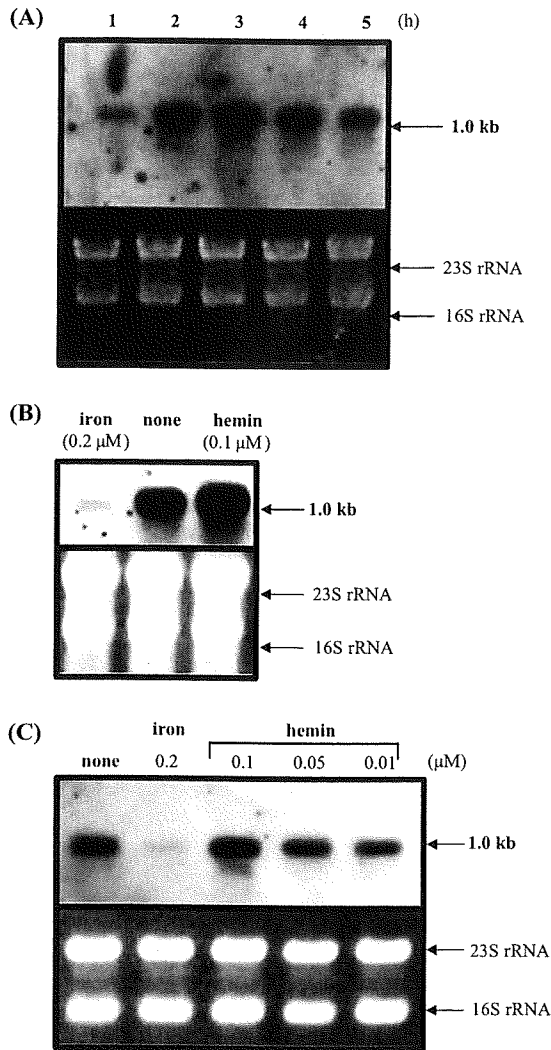 (A) 1 2 3 4 5 (h)
1.0 kb
23S rRNA
16S rRNA
(B) iron none hemin
(0.2 µM) (0.1 µM)
1.0 kb
23S rRNA
16S rRNA
(C) iron hemin
none 0.2 0.1 0.05 0.01 (µM)
1.0 kb
23S rRNA
16S rRNA